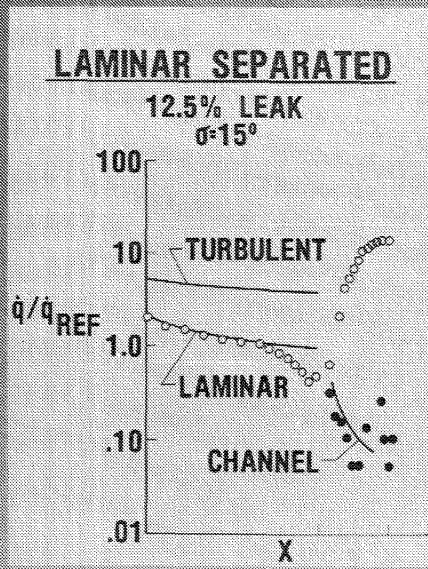 LAMINAR SEPARATED
12.5% LEAK
σ=15°
100
10
TURBULENT
q̇/q̇REF
1.0
LAMINAR
.10
CHANNEL
.01
X